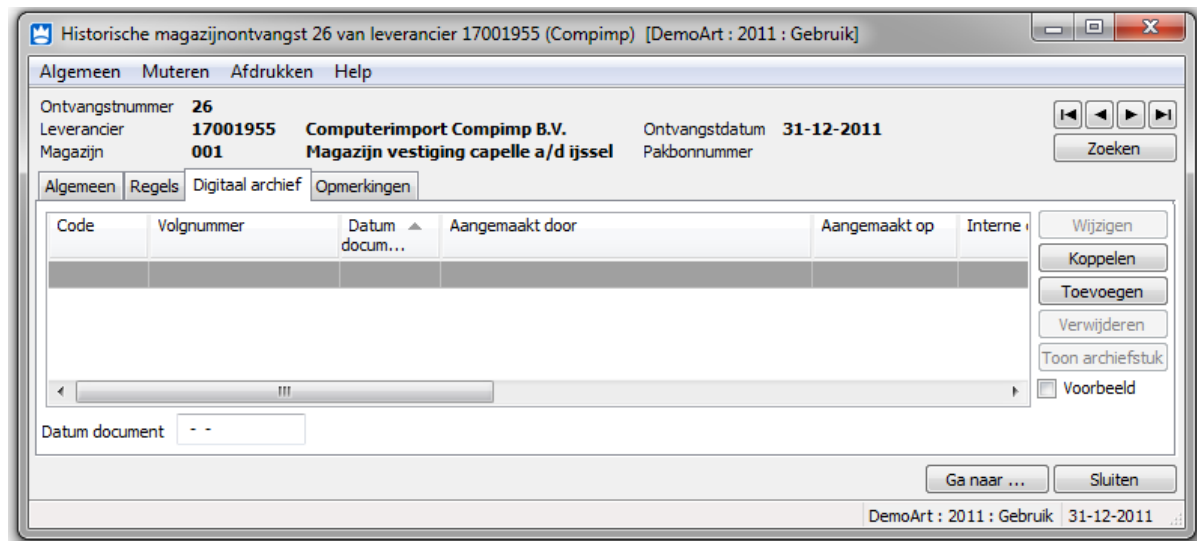 Historische magazijnontvangst 26 van leverancier 17001955 (Compimp) [DemoArt : 2011 : Gebruik]
Algemeen Muteren Afdrukken Help
Ontvangstnummer 26
Leverancier 17001955 Computerimport Compimp B.V. Ontvangstdatum 31-12-2011
Magazijn 001 Magazijn vestiging capelle a/d ijssel Pakbonnummer
Zoeken
Algemeen Regels Digitaal archief Opmerkingen
Code Volgnummer Datum docum... Aangemaakt door Aangemaakt op Interne
Wijzigen
Koppelen
Toevoegen
Verwijderen
Toon archiefstuk
Voorbeeld
Datum document - -
Ga naar ... Sluiten
DemoArt : 2011 : Gebruik 31-12-2011